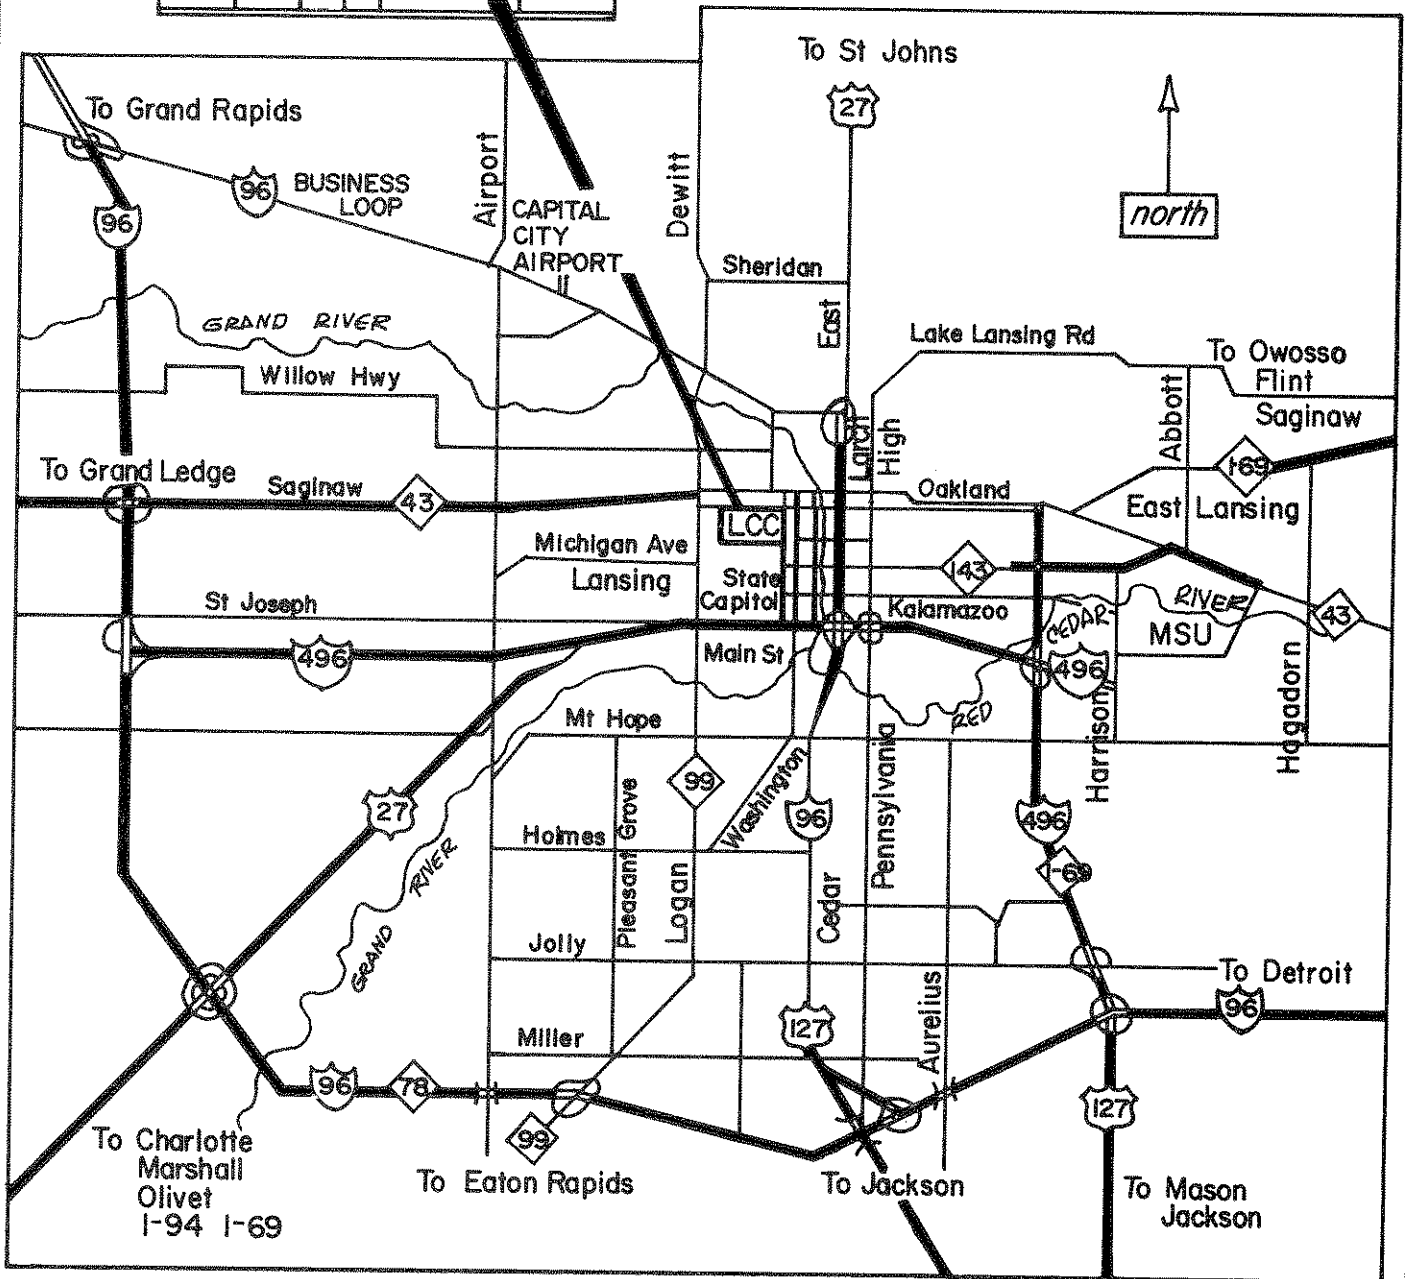 To St Johns
27
To Grand Rapids
96
BUSINESS
LOOP
96
Airport
CAPITAL
CITY
AIRPORT
Dewitt
north
Sheridan
East
GRAND RIVER
Willow Hwy
Lake Lansing Rd
To Owosso
Flint
Saginaw
Abbott
Larch
High
I-69
To Grand Ledge
Saginaw
43
Oakland
East Lansing
LCC
Michigan Ave
Lansing
State
Capitol
143
St Joseph
Kalamazoo
CEDAR
RIVER
43
MSU
496
Main St
496
RED
Mt Hope
Harrison
Hagadorn
99
Washington
27
96
Pennsylvania
496
Holmes
Pleasant Grove
I-69
GRAND
RIVER
Logan
Cedar
Jolly
To Detroit
96
Aurelius
127
Miller
96
78
99
127
To Charlotte
Marshall
Olivet
I-94 I-69
To Eaton Rapids
To Jackson
To Mason
Jackson